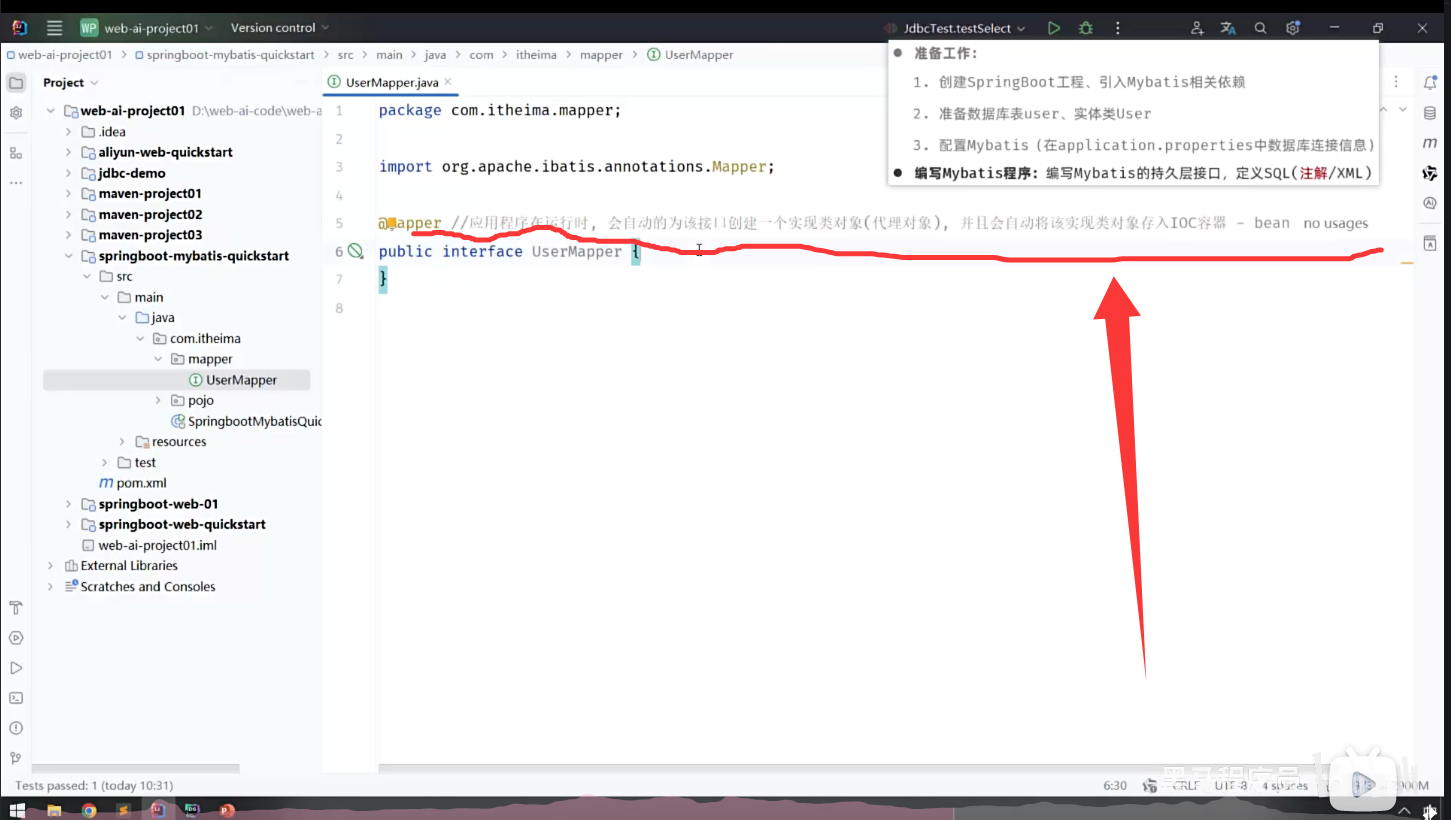 WP web-ai-project01 Version control JdbcTest.testSelect
web-ai-project01 > springboot-mybatis-quickstart > src > main > java > com > itheima > mapper > UserMapper
准备工作：
1. 创建SpringBoot工程、引入Mybatis相关依赖
2. 准备数据库表user、实体类User
3. 配置Mybatis（在application.properties中数据库连接信息）
编写Mybatis程序：编写Mybatis的持久层接口，定义SQL(注解/XML)
Project
web-ai-project01 D:\web-ai-code\web-a
.idea
aliyun-web-quickstart
jdbc-demo
maven-project01
maven-project02
maven-project03
springboot-mybatis-quickstart
src
main
java
com.itheima
mapper
UserMapper
pojo
SpringbootMybatisQuic
resources
test
pom.xml
springboot-web-01
springboot-web-quickstart
web-ai-project01.iml
External Libraries
Scratches and Consoles
UserMapper.java
1 package com.itheima.mapper;
2
3 import org.apache.ibatis.annotations.Mapper;
4
5 @Mapper //应用程序在运行时, 会自动的为该接口创建一个实现类对象(代理对象), 并且会自动将该实现类对象存入IOC容器 - bean no usages
6 public interface UserMapper {
7 }
8
Tests passed: 1 (today 10:31)
6:30 CRLF UTF-8 4 spaces
黑马程序员